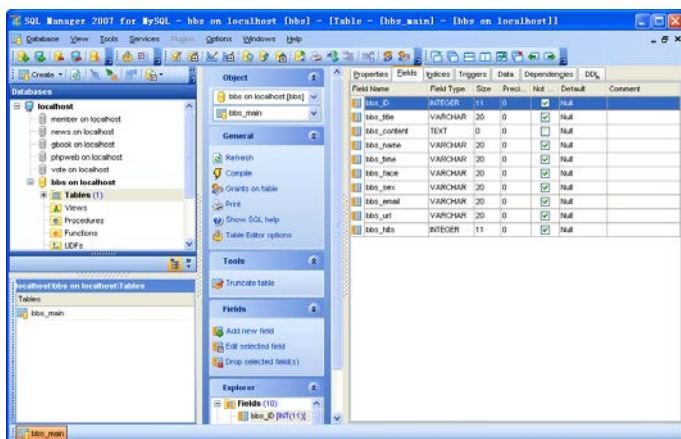 SQL Manager 2007 for MySQL - bbs on localhost [bbs] - [Table - [bbs_main] - [bbs on localhost]]
Database View Tools Services Plugins Options Windows Help
Create
Databases
localhost
member on localhost
news on localhost
gbook on localhost
phpweb on localhost
vote on localhost
bbs on localhost
Tables (1)
Views
Procedures
Functions
UDFs
localhost\bbs on localhost\Tables
Tables
bbs_main
Object
bbs on localhost [bbs]
bbs_main
General
Refresh
Compile
Grants on table
Print
Show SQL help
Table Editor options
Tools
Truncate table
Fields
Add new field
Edit selected field
Drop selected field(s)
Explorer
Fields (10)
bbs_ID [INT(11)]
Properties Fields Indices Triggers Data Dependencies DDL
Field Name Field Type Size Preci... Not ... Default Comment
bbs_ID INTEGER 11 0 Null
bbs_title VARCHAR 20 0 Null
bbs_content TEXT 0 0 Null
bbs_name VARCHAR 20 0 Null
bbs_time VARCHAR 20 0 Null
bbs_face VARCHAR 20 0 Null
bbs_sex VARCHAR 20 0 Null
bbs_email VARCHAR 20 0 Null
bbs_url VARCHAR 20 0 Null
bbs_hits INTEGER 11 0 Null
bbs_main